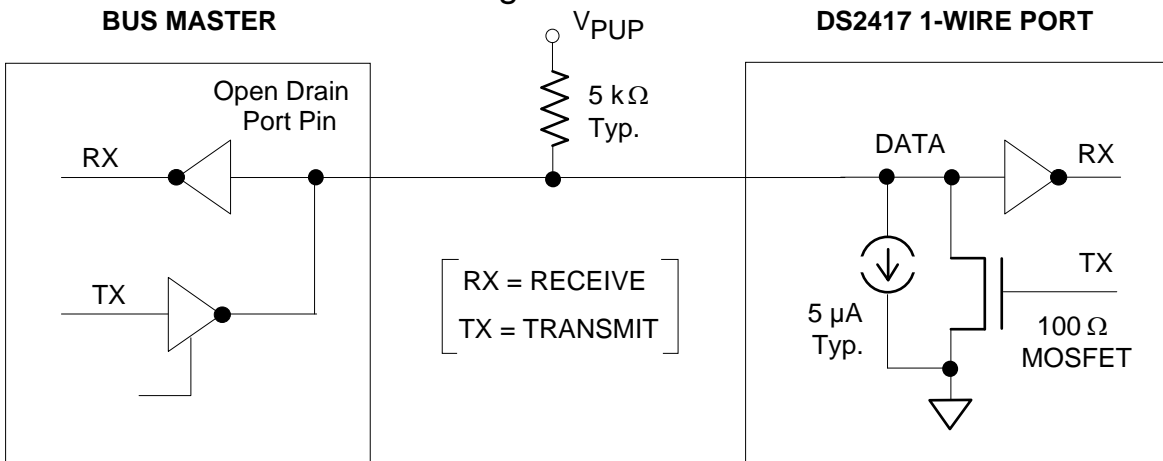 BUS MASTER
VPUP
DS2417 1-WIRE PORT
Open Drain
Port Pin
5 kΩ
Typ.
RX
DATA
RX
TX
RX = RECEIVE
TX = TRANSMIT
5 µA
Typ.
TX
100 Ω
MOSFET